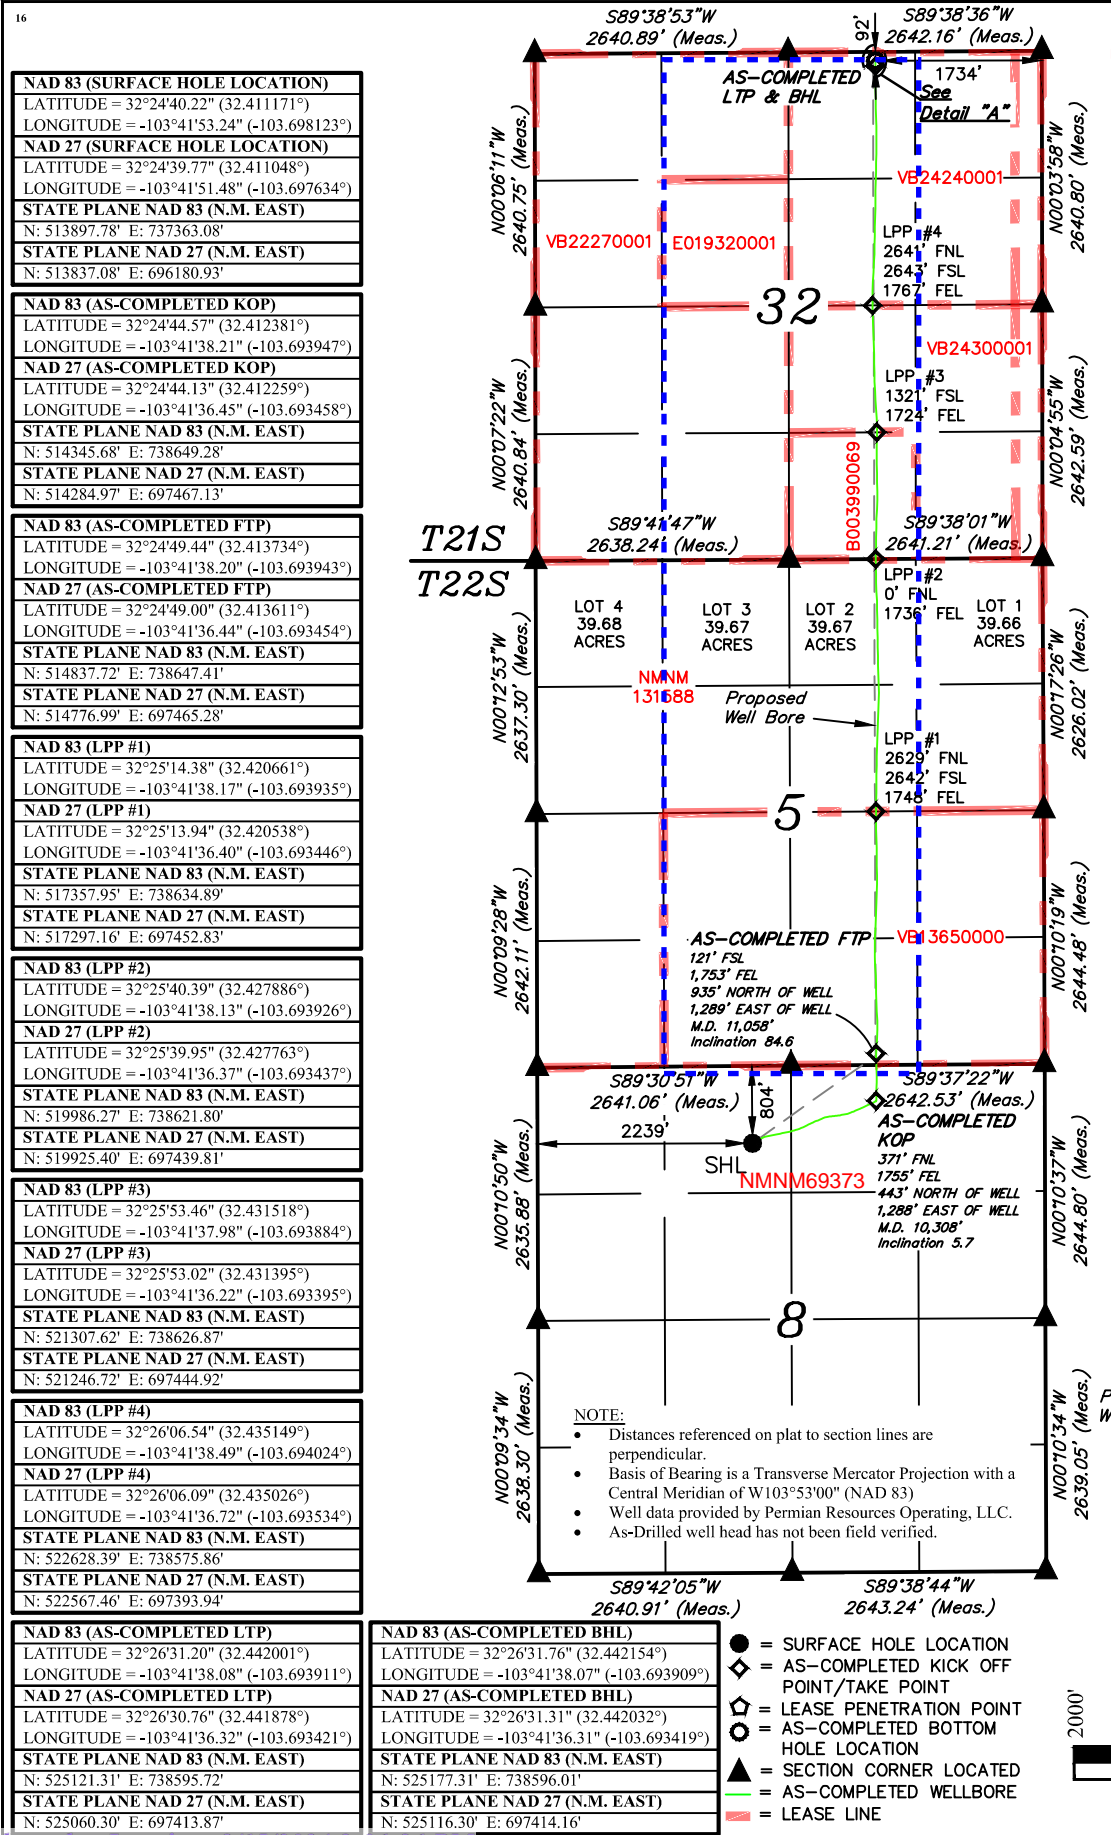 16
NAD 83 (SURFACE HOLE LOCATION)
LATITUDE = 32°24'40.22" (32.411171°)
LONGITUDE = -103°41'53.24" (-103.698123°)
NAD 27 (SURFACE HOLE LOCATION)
LATITUDE = 32°24'39.77" (32.411048°)
LONGITUDE = -103°41'51.48" (-103.697634°)
STATE PLANE NAD 83 (N.M. EAST)
N: 513897.78' E: 737363.08'
STATE PLANE NAD 27 (N.M. EAST)
N: 513837.08' E: 696180.93'
NAD 83 (AS-COMPLETED KOP)
LATITUDE = 32°24'44.57" (32.412381°)
LONGITUDE = -103°41'38.21" (-103.693947°)
NAD 27 (AS-COMPLETED KOP)
LATITUDE = 32°24'44.13" (32.412259°)
LONGITUDE = -103°41'36.45" (-103.693458°)
STATE PLANE NAD 83 (N.M. EAST)
N: 514345.68' E: 738649.28'
STATE PLANE NAD 27 (N.M. EAST)
N: 514284.97' E: 697467.13'
NAD 83 (AS-COMPLETED FTP)
LATITUDE = 32°24'49.44" (32.413734°)
LONGITUDE = -103°41'38.20" (-103.693943°)
NAD 27 (AS-COMPLETED FTP)
LATITUDE = 32°24'49.00" (32.413611°)
LONGITUDE = -103°41'36.44" (-103.693454°)
STATE PLANE NAD 83 (N.M. EAST)
N: 514837.72' E: 738647.41'
STATE PLANE NAD 27 (N.M. EAST)
N: 514776.99' E: 697465.28'
NAD 83 (LPP #1)
LATITUDE = 32°25'14.38" (32.420661°)
LONGITUDE = -103°41'38.17" (-103.693935°)
NAD 27 (LPP #1)
LATITUDE = 32°25'13.94" (32.420538°)
LONGITUDE = -103°41'36.40" (-103.693446°)
STATE PLANE NAD 83 (N.M. EAST)
N: 517357.95' E: 738634.89'
STATE PLANE NAD 27 (N.M. EAST)
N: 517297.16' E: 697452.83'
NAD 83 (LPP #2)
LATITUDE = 32°25'40.39" (32.427886°)
LONGITUDE = -103°41'38.13" (-103.693926°)
NAD 27 (LPP #2)
LATITUDE = 32°25'39.95" (32.427763°)
LONGITUDE = -103°41'36.37" (-103.693437°)
STATE PLANE NAD 83 (N.M. EAST)
N: 519986.27' E: 738621.80'
STATE PLANE NAD 27 (N.M. EAST)
N: 519925.40' E: 697439.81'
NAD 83 (LPP #3)
LATITUDE = 32°25'53.46" (32.431518°)
LONGITUDE = -103°41'37.98" (-103.693884°)
NAD 27 (LPP #3)
LATITUDE = 32°25'53.02" (32.431395°)
LONGITUDE = -103°41'36.22" (-103.693395°)
STATE PLANE NAD 83 (N.M. EAST)
N: 521307.62' E: 738626.87'
STATE PLANE NAD 27 (N.M. EAST)
N: 521246.72' E: 697444.92'
NAD 83 (LPP #4)
LATITUDE = 32°26'06.54" (32.435149°)
LONGITUDE = -103°41'38.49" (-103.694024°)
NAD 27 (LPP #4)
LATITUDE = 32°26'06.09" (32.435026°)
LONGITUDE = -103°41'36.72" (-103.693534°)
STATE PLANE NAD 83 (N.M. EAST)
N: 522628.39' E: 738575.86'
STATE PLANE NAD 27 (N.M. EAST)
N: 522567.46' E: 697393.94'
NAD 83 (AS-COMPLETED LTP)
LATITUDE = 32°26'31.20" (32.442001°)
LONGITUDE = -103°41'38.08" (-103.693911°)
NAD 27 (AS-COMPLETED LTP)
LATITUDE = 32°26'30.76" (32.441878°)
LONGITUDE = -103°41'36.32" (-103.693421°)
STATE PLANE NAD 83 (N.M. EAST)
N: 525121.31' E: 738595.72'
STATE PLANE NAD 27 (N.M. EAST)
N: 525060.30' E: 697413.87'
NAD 83 (AS-COMPLETED BHL)
LATITUDE = 32°26'31.76" (32.442154°)
LONGITUDE = -103°41'38.07" (-103.693909°)
NAD 27 (AS-COMPLETED BHL)
LATITUDE = 32°26'31.31" (32.442032°)
LONGITUDE = -103°41'36.31" (-103.693419°)
STATE PLANE NAD 83 (N.M. EAST)
N: 525177.31' E: 738596.01'
STATE PLANE NAD 27 (N.M. EAST)
N: 525116.30' E: 697414.16'
S89°38'53"W
2640.89' (Meas.)
92'
S89°38'36"W
2642.16' (Meas.)
AS-COMPLETED
LTP & BHL
1734'
See
Detail "A"
N00°06'11"W
2640.75' (Meas.)
N00°03'58"W
2640.80' (Meas.)
VB24240001
VB22270001
E019320001
LPP #4
2641' FNL
2643' FSL
1767' FEL
32
VB24300001
N00°07'22"W
2640.84' (Meas.)
LPP #3
1321' FSL
1724' FEL
N00°04'55"W
2642.59' (Meas.)
B003990069
T21S
T22S
S89°41'47"W
2638.24' (Meas.)
S89°38'01"W
2641.21' (Meas.)
LPP #2
0' FNL
1736' FEL
LOT 4
39.68
ACRES
LOT 3
39.67
ACRES
LOT 2
39.67
ACRES
LOT 1
39.66
ACRES
N00°12'53"W
2637.30' (Meas.)
NMNM
131588
Proposed
Well Bore
N00°17'26"W
2626.02' (Meas.)
LPP #1
2629' FNL
2642' FSL
1748' FEL
5
N00°09'28"W
2642.11' (Meas.)
AS-COMPLETED FTP
121' FSL
1,753' FEL
935' NORTH OF WELL
1,289' EAST OF WELL
M.D. 11,058'
Inclination 84.6
VB13650000
N00°10'19"W
2644.48' (Meas.)
S89°30'51"W
2641.06' (Meas.)
804'
S89°37'22"W
2642.53' (Meas.)
2239'
SHL
NMNM69373
AS-COMPLETED
KOP
371' FNL
1755' FEL
443' NORTH OF WELL
1,288' EAST OF WELL
M.D. 10,308'
Inclination 5.7
N00°10'50"W
2635.88' (Meas.)
N00°10'37"W
2644.80' (Meas.)
8
N00°09'34"W
2638.30' (Meas.)
N00°10'34"W
2639.05' (Meas.)
P
W
NOTE:
• Distances referenced on plat to section lines are
perpendicular.
• Basis of Bearing is a Transverse Mercator Projection with a
Central Meridian of W103°53'00" (NAD 83)
• Well data provided by Permian Resources Operating, LLC.
• As-Drilled well head has not been field verified.
S89°42'05"W
2640.91' (Meas.)
S89°38'44"W
2643.24' (Meas.)
= SURFACE HOLE LOCATION
= AS-COMPLETED KICK OFF
POINT/TAKE POINT
= LEASE PENETRATION POINT
= AS-COMPLETED BOTTOM
HOLE LOCATION
= SECTION CORNER LOCATED
= AS-COMPLETED WELLBORE
= LEASE LINE
2000'